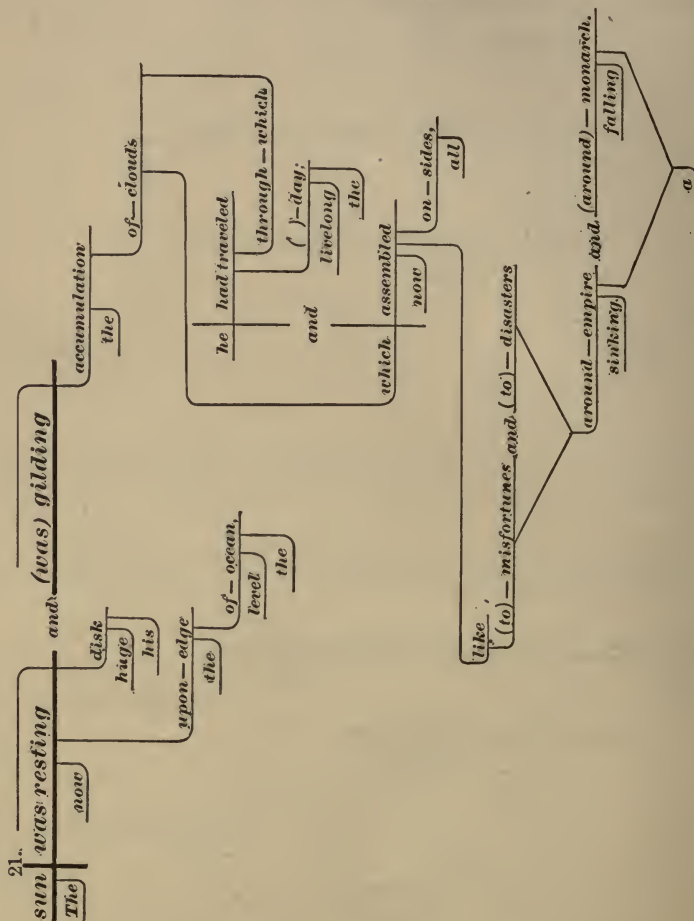 21.
sun was resting and (was) gilding
The
now
disk
huge
his
upon—edge
the
of—ocean,
level
the
accumulation
the
of—clouds
he had traveled
through—which
( )—day;
livelong
the
and
which assembled
now
on—sides,
all
like
(to)—misfortunes and (to)—disasters
around—empire and (around)—monarch.
sinking
falling
a